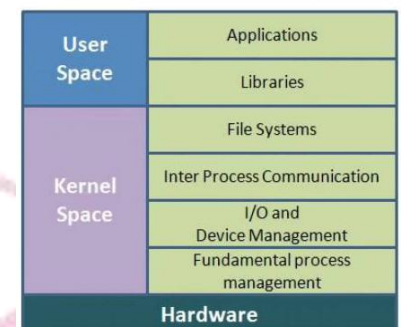 User
Space
Applications
Libraries
Kernel
Space
File Systems
Inter Process Communication
I/O and
Device Management
Fundamental process
management
Hardware